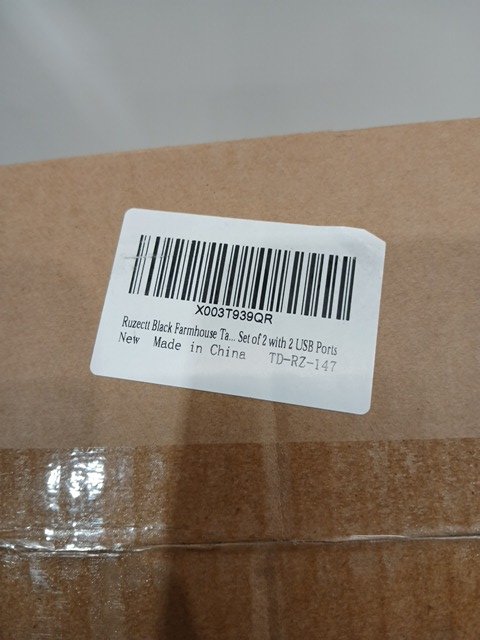 X003T939QR
Ruzectt Black Farmhouse Ta... Set of 2 with 2 USB Ports
New Made in China TD-RZ-147